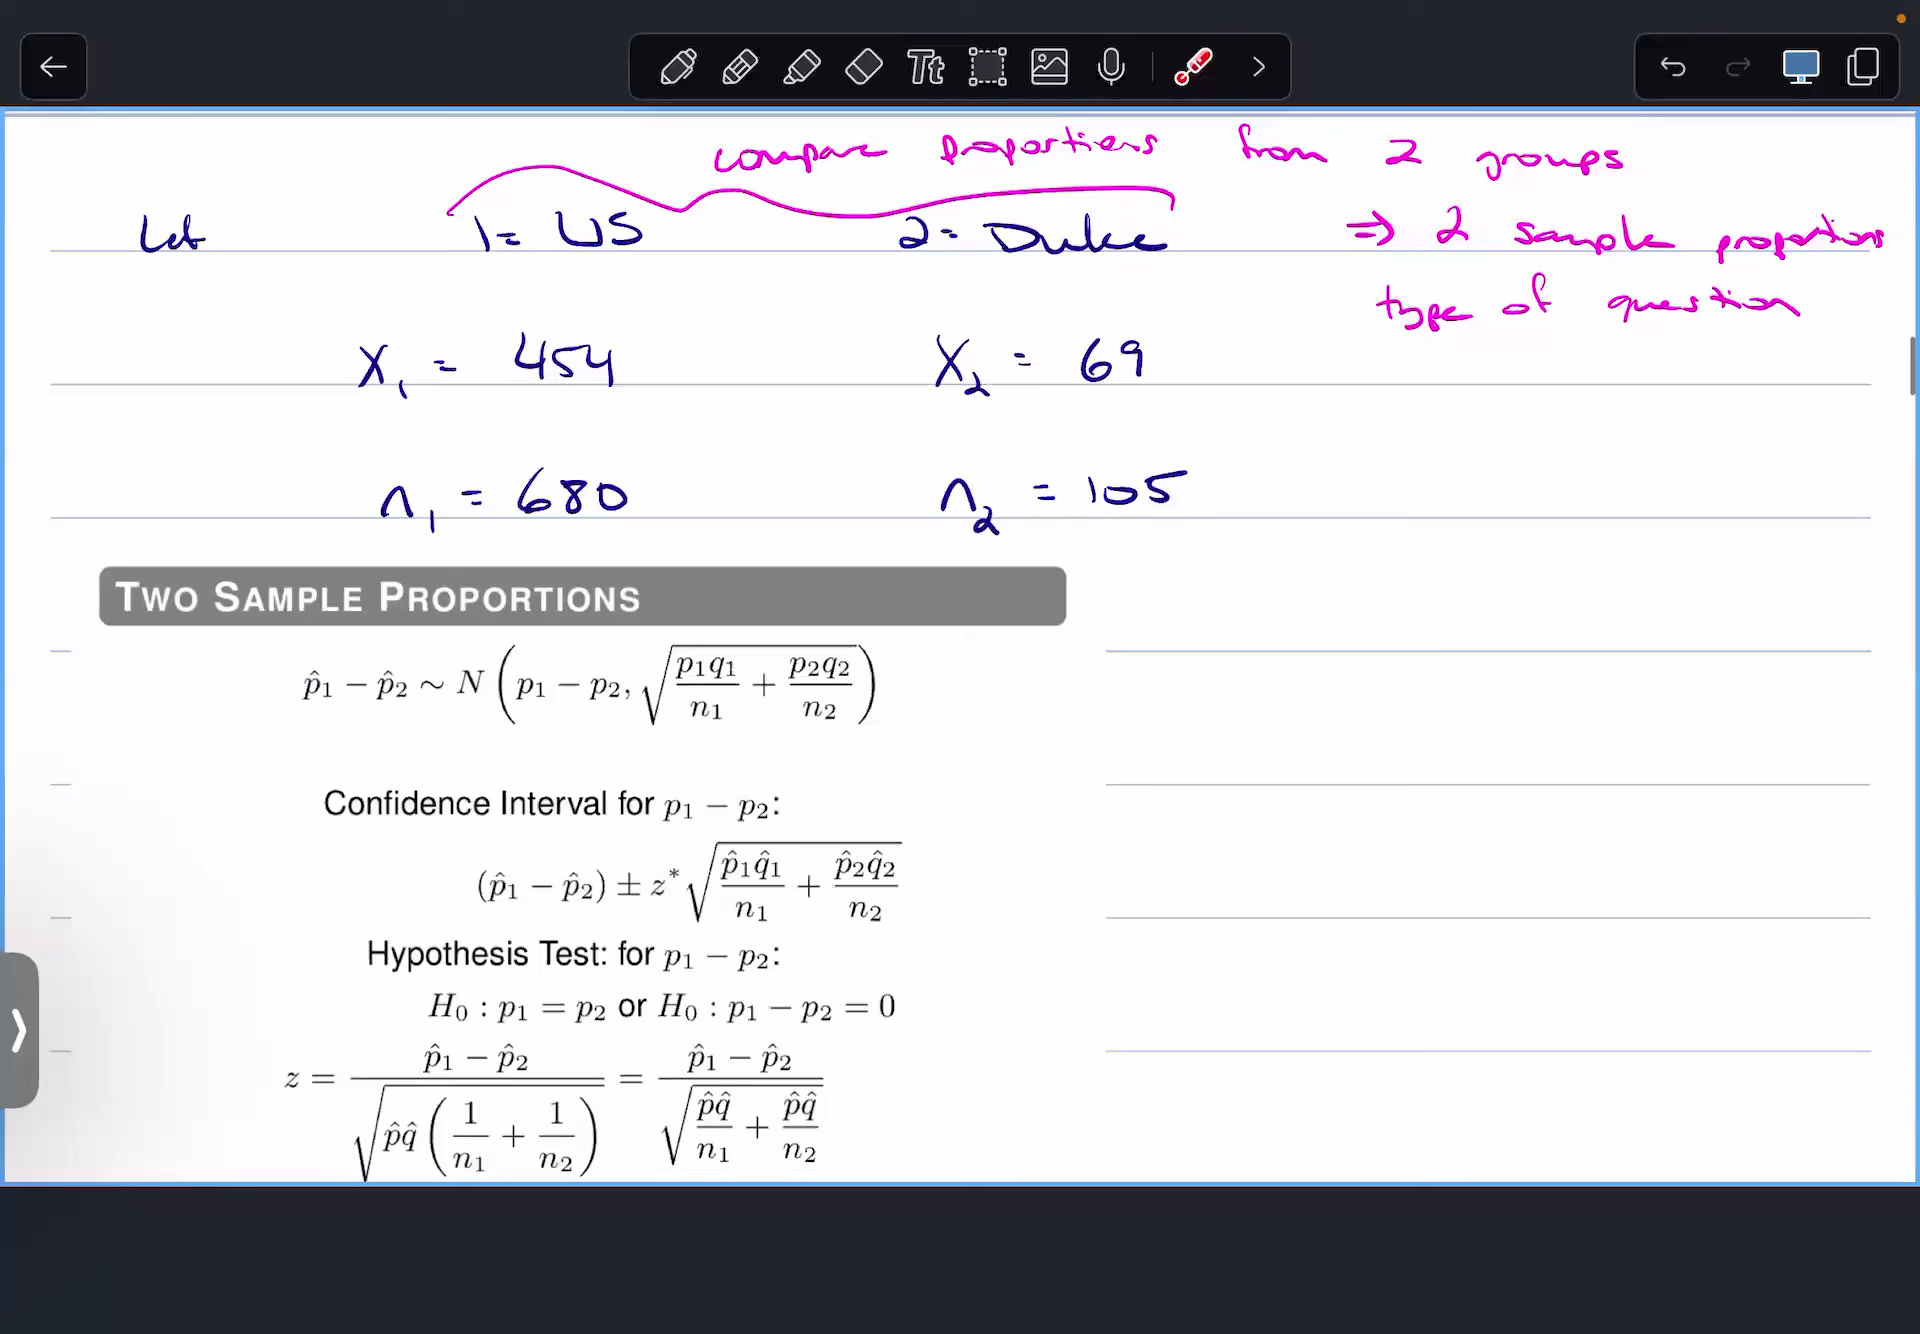 Tt
compare proportions from 2 groups
Let 1 = US 2 = Duke ⇒ 2 sample proportions
type of question
X₁ = 454 X₂ = 69
n₁ = 680 n₂ = 105
TWO SAMPLE PROPORTIONS
p̂₁ − p̂₂ ∼ N (p₁ − p₂, √(p₁q₁/n₁ + p₂q₂/n₂))
Confidence Interval for p₁ − p₂:
(p̂₁ − p̂₂) ± z* √(p̂₁q̂₁/n₁ + p̂₂q̂₂/n₂)
Hypothesis Test: for p₁ − p₂:
H₀ : p₁ = p₂ or H₀ : p₁ − p₂ = 0
z = (p̂₁ − p̂₂)/√(p̂q̂ (1/n₁ + 1/n₂)) = (p̂₁ − p̂₂)/√(p̂q̂/n₁ + p̂q̂/n₂)